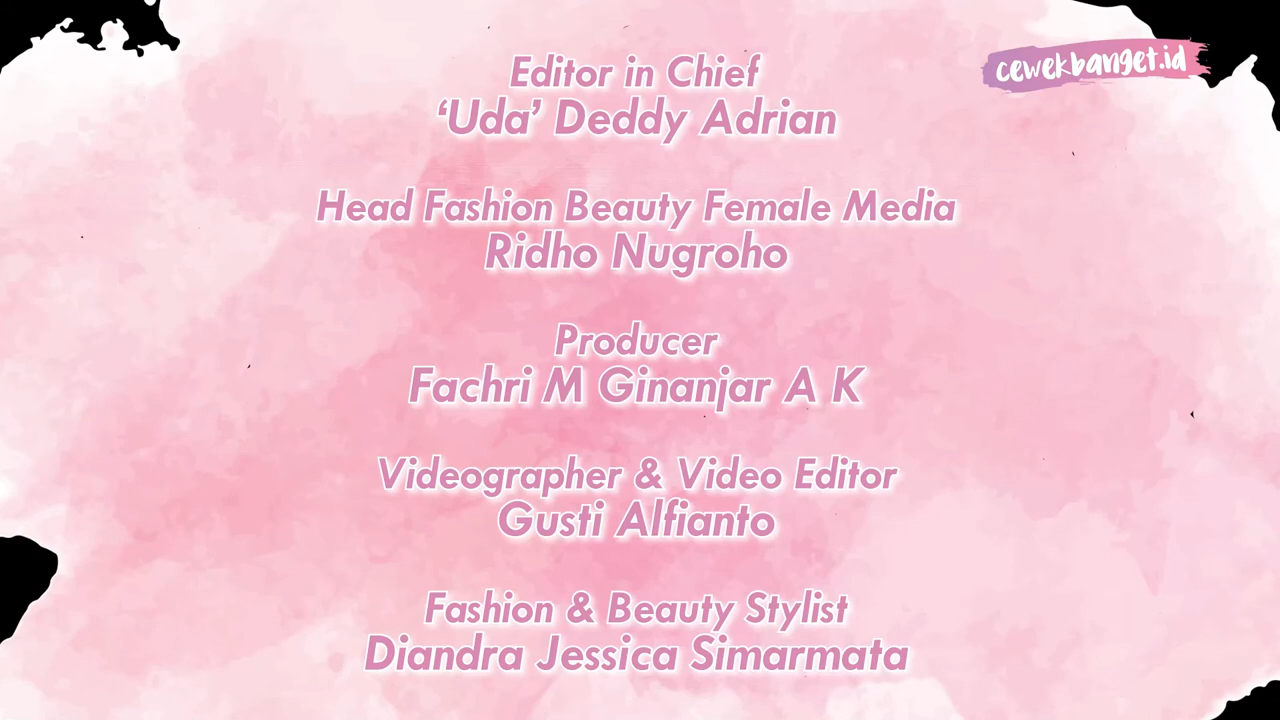 cewekbanget.id
Editor in Chief
‘Uda’ Deddy Adrian
Head Fashion Beauty Female Media
Ridho Nugroho
Producer
Fachri M Ginanjar A K
Videographer & Video Editor
Gusti Alfianto
Fashion & Beauty Stylist
Diandra Jessica Simarmata